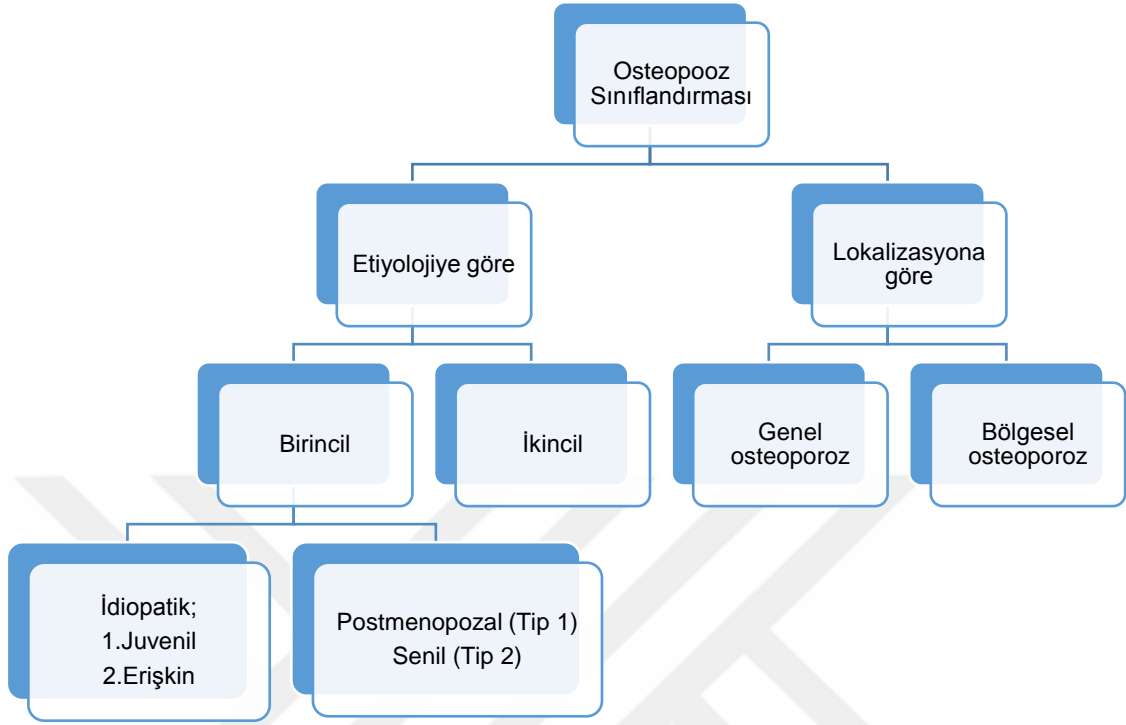 Osteopooz
Sınıflandırması
Etiyolojiye göre
Lokalizasyona
göre
Birincil
İkincil
Genel
osteoporoz
Bölgesel
osteoporoz
İdiopatik;
1.Juvenil
2.Erişkin
Postmenopozal (Tip 1)
Senil (Tip 2)